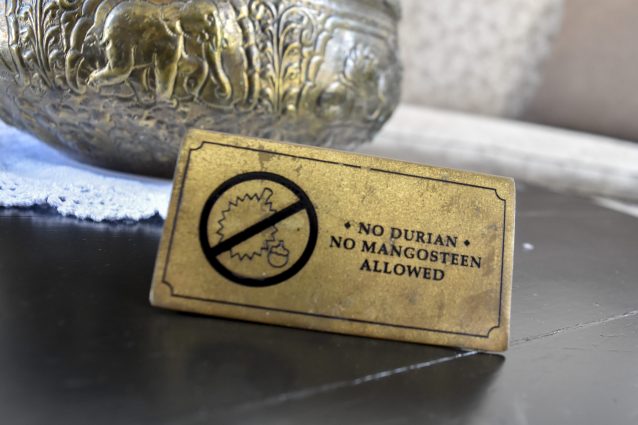 ♦ NO DURIAN ♦
NO MANGOSTEEN
ALLOWED